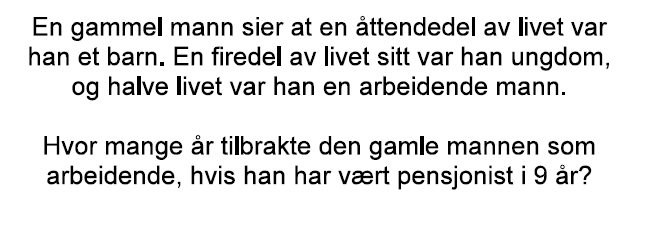 En gammel mann sier at en åttendedel av livet var
han et barn. En firedel av livet sitt var han ungdom,
og halve livet var han en arbeidende mann.
Hvor mange år tilbrakte den gamle mannen som
arbeidende, hvis han har vært pensjonist i 9 år?